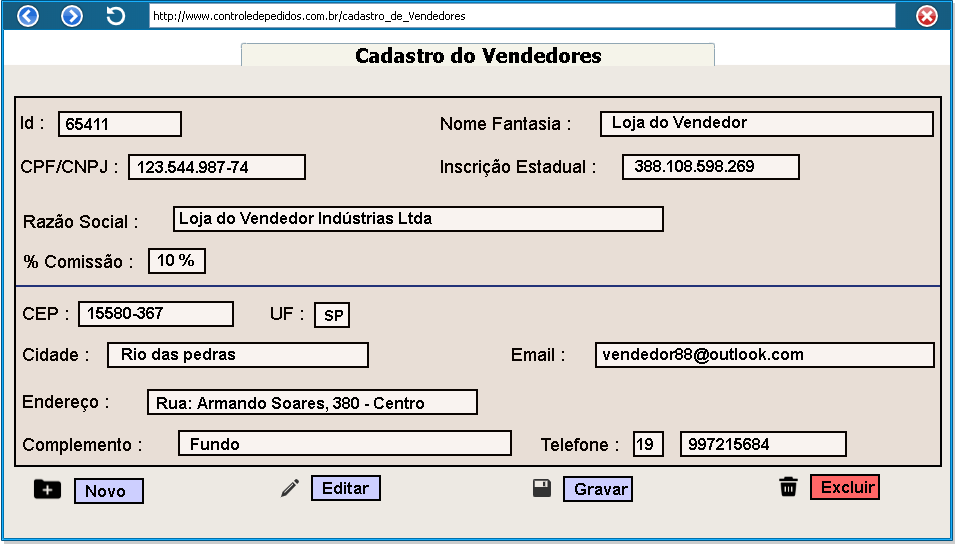 http://www.controledepedidos.com.br/cadastro_de_Vendedores
Cadastro do Vendedores
Id : 65411 Nome Fantasia : Loja do Vendedor
CPF/CNPJ : 123.544.987-74 Inscrição Estadual : 388.108.598.269
Razão Social : Loja do Vendedor Indústrias Ltda
% Comissão : 10 %
CEP : 15580-367 UF : SP
Cidade : Rio das pedras Email : vendedor88@outlook.com
Endereço : Rua: Armando Soares, 380 - Centro
Complemento : Fundo Telefone : 19 997215684
Novo Editar Gravar Excluir